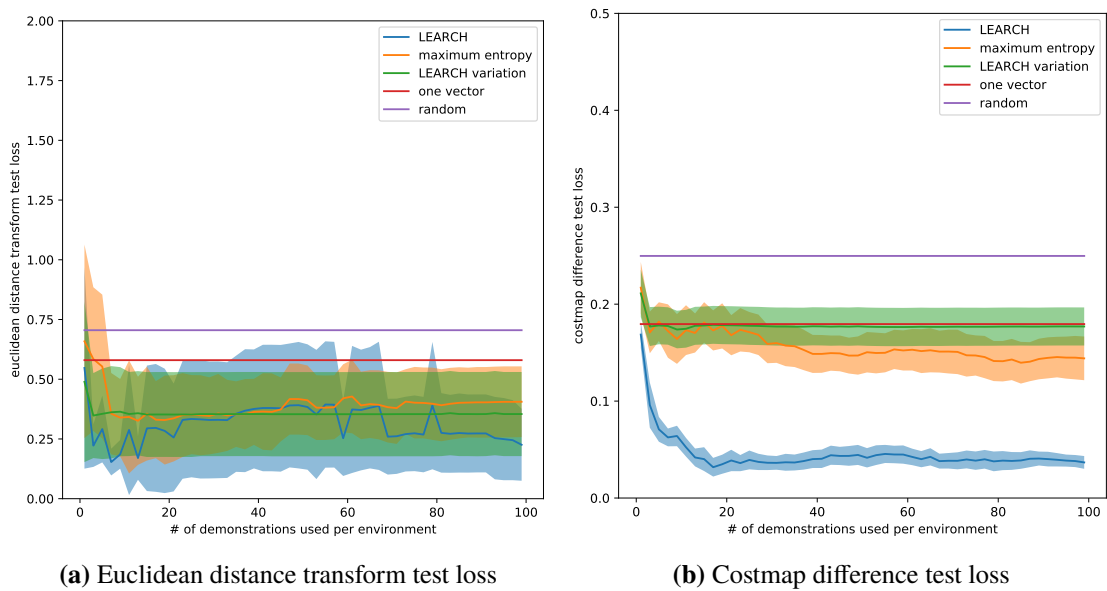 2.00
1.75
1.50
1.25
1.00
0.75
0.50
0.25
0.00
euclidean distance transform test loss
LEARCH
maximum entropy
LEARCH variation
one vector
random
0
20
40
60
80
100
# of demonstrations used per environment
(a) Euclidean distance transform test loss
0.5
0.4
0.3
0.2
0.1
0.0
costmap difference test loss
LEARCH
maximum entropy
LEARCH variation
one vector
random
0
20
40
60
80
100
# of demonstrations used per environment
(b) Costmap difference test loss